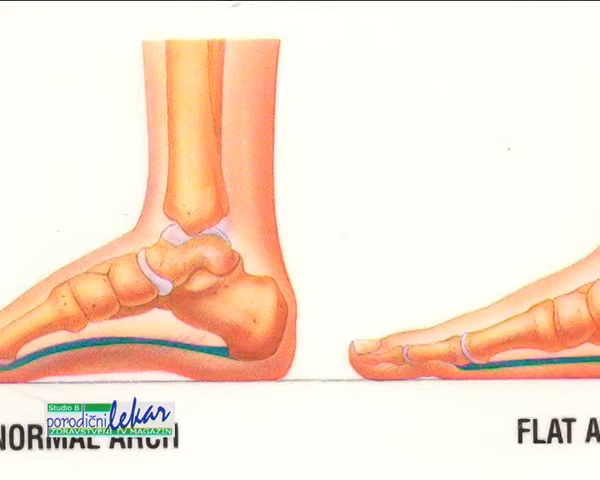 NORMAL ARCH
FLAT A
Studio B
porodični lekar
ZDRAVSTVENI TV MAGAZIN